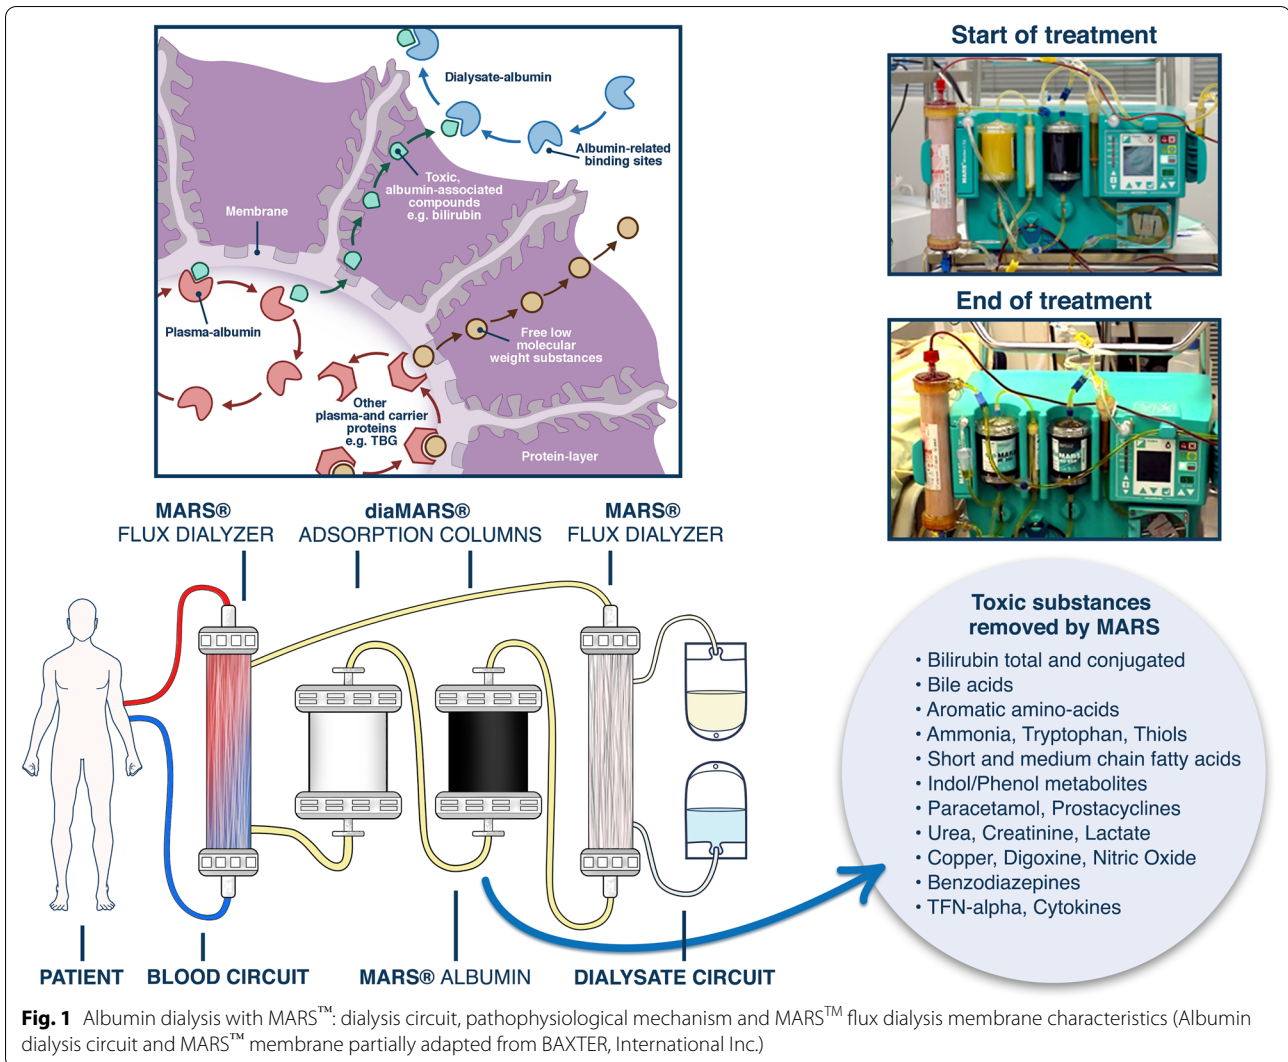 Dialysate-albumin
Albumin-related
binding sites
Toxic,
albumin-associated
compounds
e.g. bilirubin
Membrane
Plasma-albumin
Free low
molecular
weight substances
Other
plasma-and carrier
proteins
e.g. TBG
Protein-layer
Start of treatment
MARS
End of treatment
MARS
MARS
MARS®
FLUX DIALYZER
diaMARS®
ADSORPTION COLUMNS
MARS®
FLUX DIALYZER
PATIENT
BLOOD CIRCUIT
MARS® ALBUMIN
DIALYSATE CIRCUIT
Toxic substances
removed by MARS
• Bilirubin total and conjugated
• Bile acids
• Aromatic amino-acids
• Ammonia, Tryptophan, Thiols
• Short and medium chain fatty acids
• Indol/Phenol metabolites
• Paracetamol, Prostacyclines
• Urea, Creatinine, Lactate
• Copper, Digoxine, Nitric Oxide
• Benzodiazepines
• TFN-alpha, Cytokines
Fig. 1 Albumin dialysis with MARS™: dialysis circuit, pathophysiological mechanism and MARS™ flux dialysis membrane characteristics (Albumin
dialysis circuit and MARS™ membrane partially adapted from BAXTER, International Inc.)